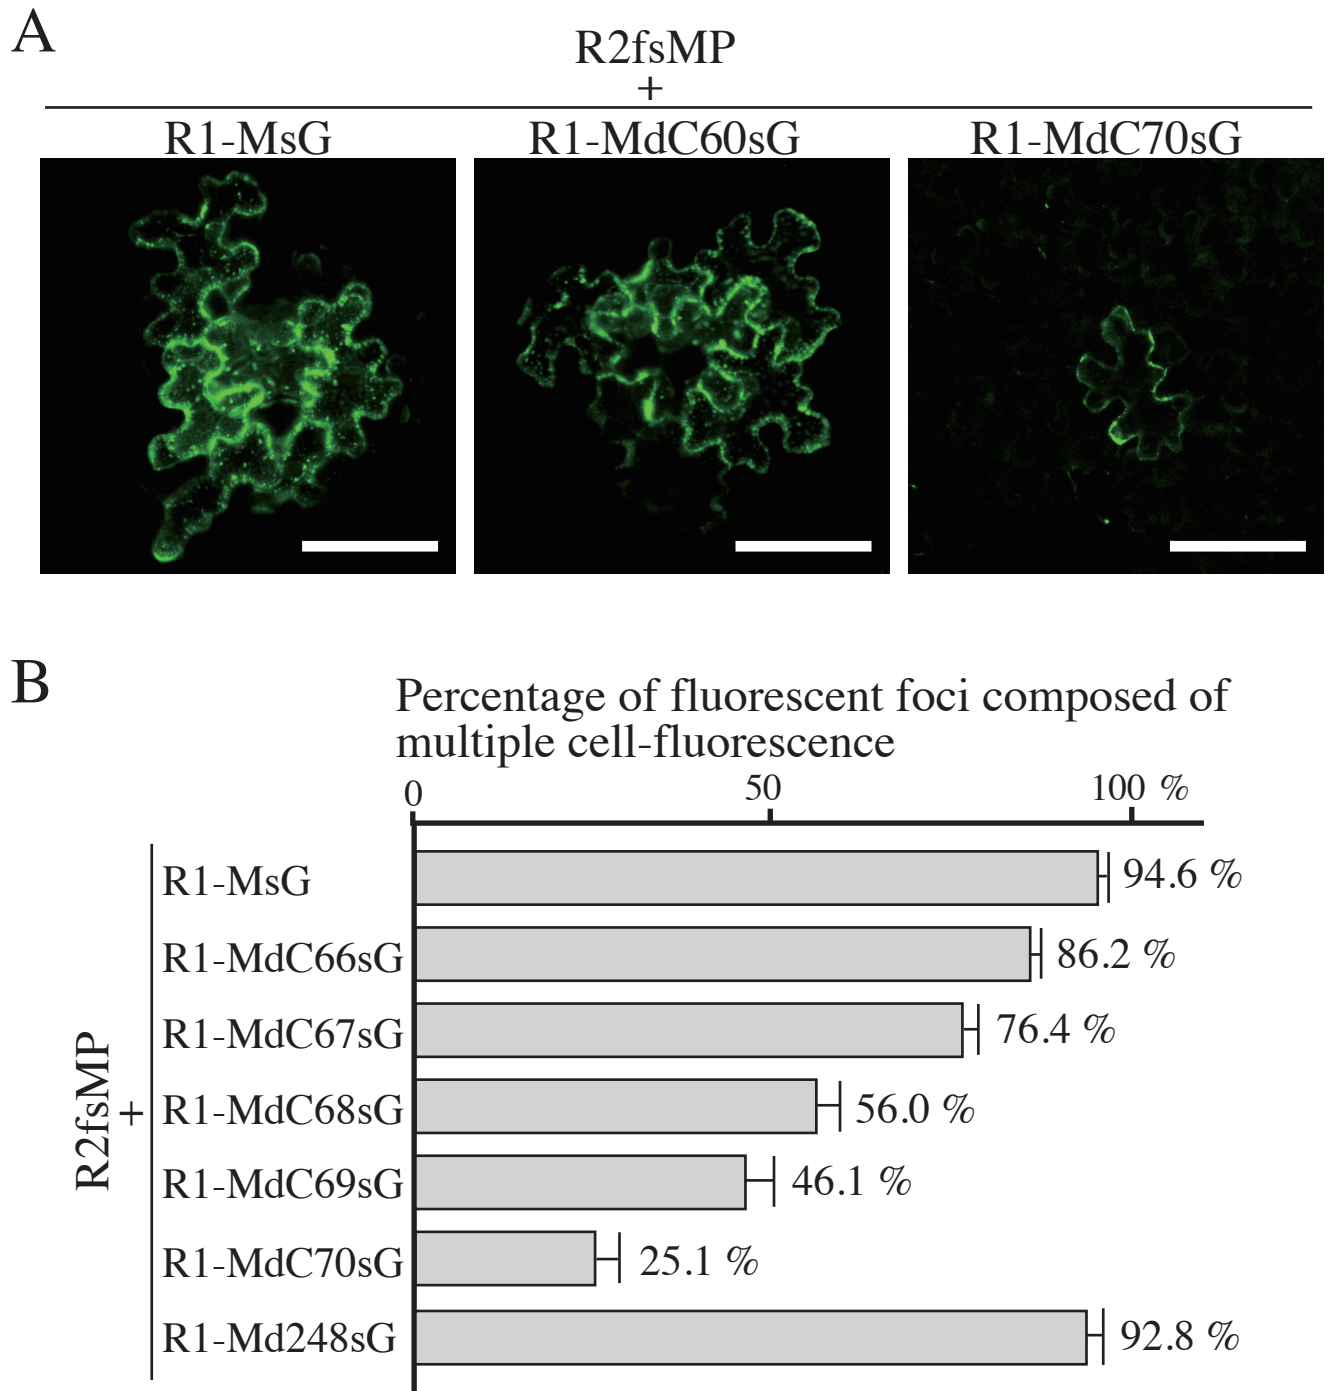 A
R2fsMP
+
R1-MsG R1-MdC60sG R1-MdC70sG
B
Percentage of fluorescent foci composed of
multiple cell-fluorescence
0 50 100 %
R2fsMP
+
R1-MsG 94.6 %
R1-MdC66sG 86.2 %
R1-MdC67sG 76.4 %
R1-MdC68sG 56.0 %
R1-MdC69sG 46.1 %
R1-MdC70sG 25.1 %
R1-Md248sG 92.8 %